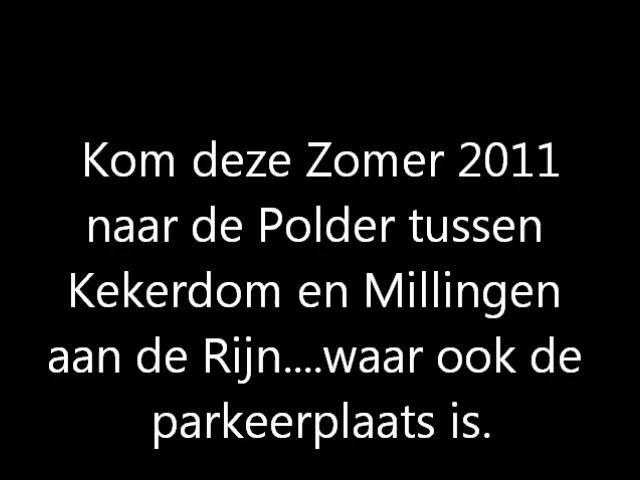 Kom deze Zomer 2011
naar de Polder tussen
Kekerdom en Millingen
aan de Rijn....waar ook de
parkeerplaats is.